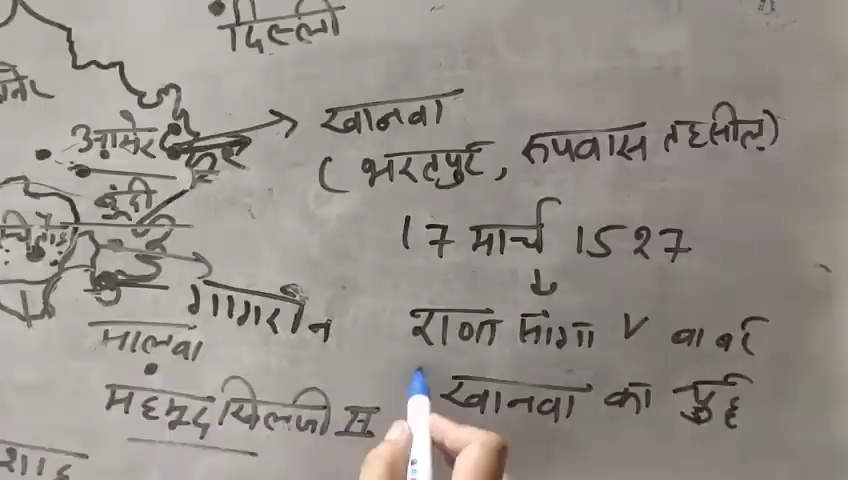 दिल्ली
खानवा
(भरतपुर, रूपवास तहसील)
आमेर
बूंदी
17 मार्च 1527
गागरौन
राणा सांगा v बाबर
मालवा
महमूद खिलजी II
खानवा का युद्ध